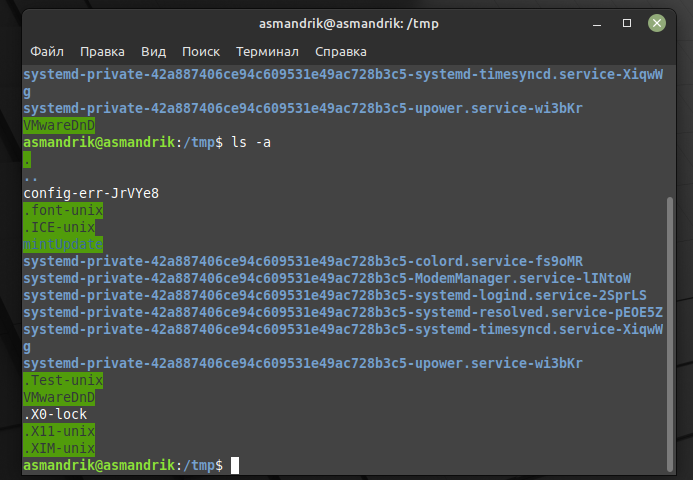 asmandrik@asmandrik: /tmp
Файл Правка Вид Поиск Терминал Справка
systemd-private-42a887406ce94c609531e49ac728b3c5-systemd-timesyncd.service-XiqwW
g
systemd-private-42a887406ce94c609531e49ac728b3c5-upower.service-wi3bKr
VMwareDnD
asmandrik@asmandrik:/tmp$ ls -a
.
..
config-err-JrVYe8
.font-unix
.ICE-unix
mintUpdate
systemd-private-42a887406ce94c609531e49ac728b3c5-colord.service-fs9oMR
systemd-private-42a887406ce94c609531e49ac728b3c5-ModemManager.service-lINtoW
systemd-private-42a887406ce94c609531e49ac728b3c5-systemd-logind.service-2SprLS
systemd-private-42a887406ce94c609531e49ac728b3c5-systemd-resolved.service-pEOE5Z
systemd-private-42a887406ce94c609531e49ac728b3c5-systemd-timesyncd.service-XiqwW
g
systemd-private-42a887406ce94c609531e49ac728b3c5-upower.service-wi3bKr
.Test-unix
VMwareDnD
.X0-lock
.X11-unix
.XIM-unix
asmandrik@asmandrik:/tmp$